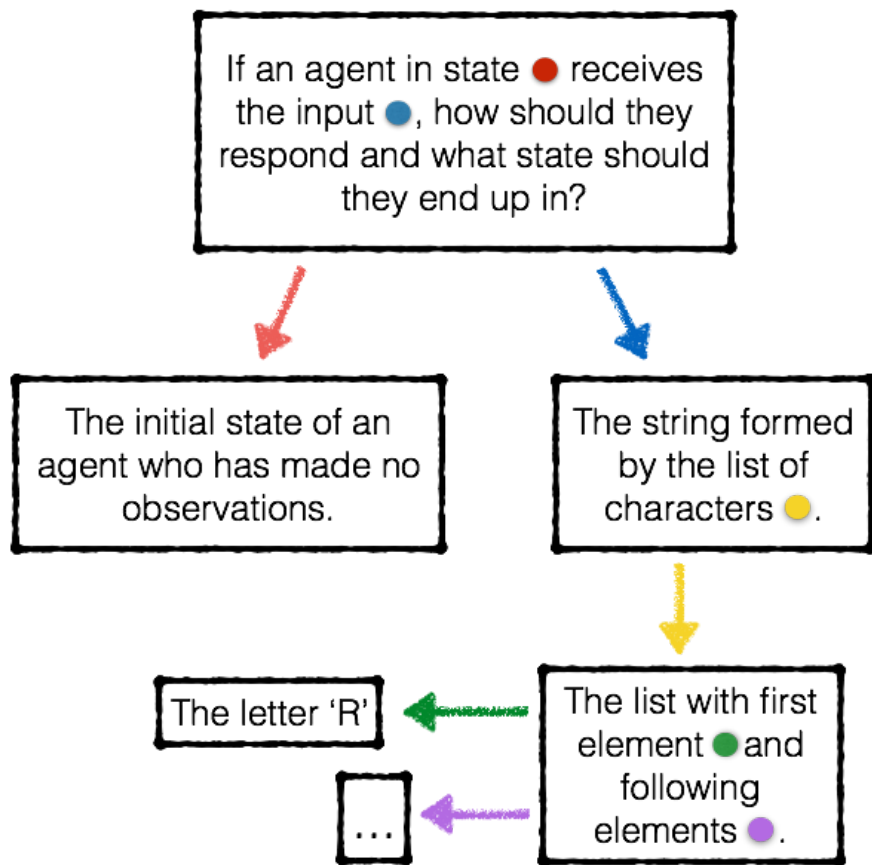 If an agent in state receives
the input , how should they
respond and what state should
they end up in?
The initial state of an
agent who has made no
observations.
The string formed
by the list of
characters .
The letter ‘R’
The list with first
element and
following
elements .
...